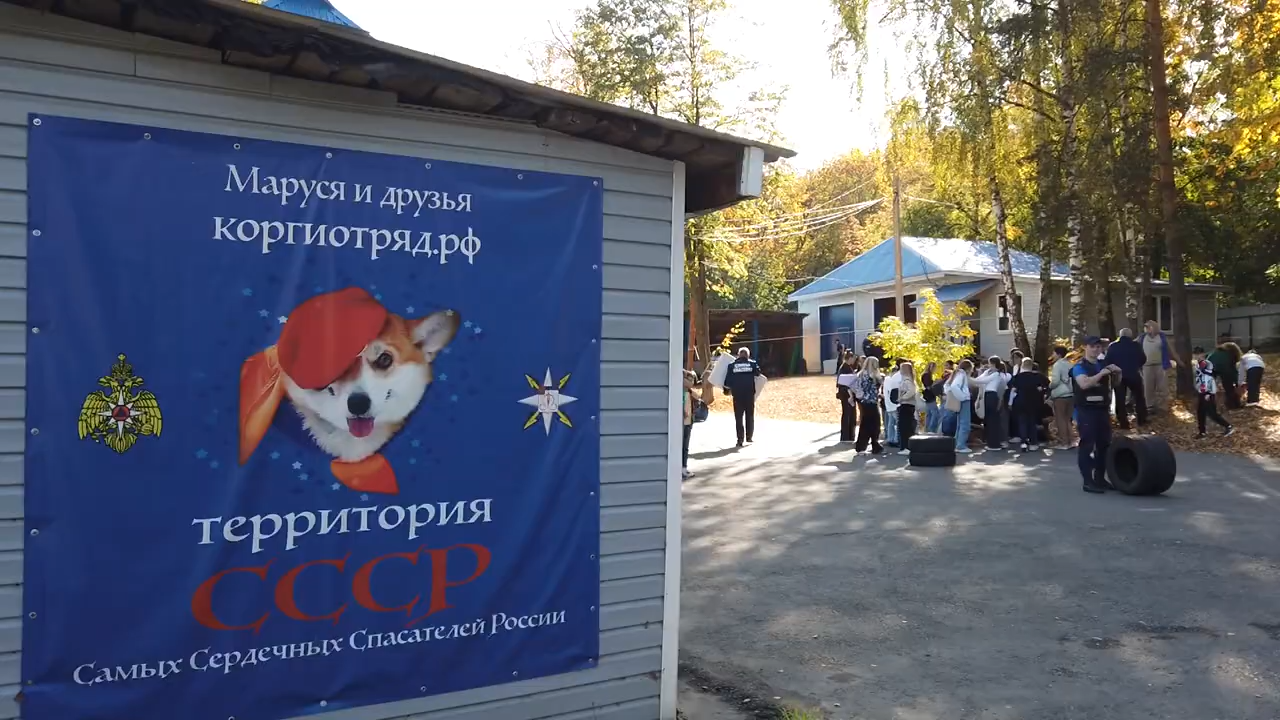 Маруся и друзья
коргиотряд.рф
территория
СССР
Самых Сердечных Спасателей России